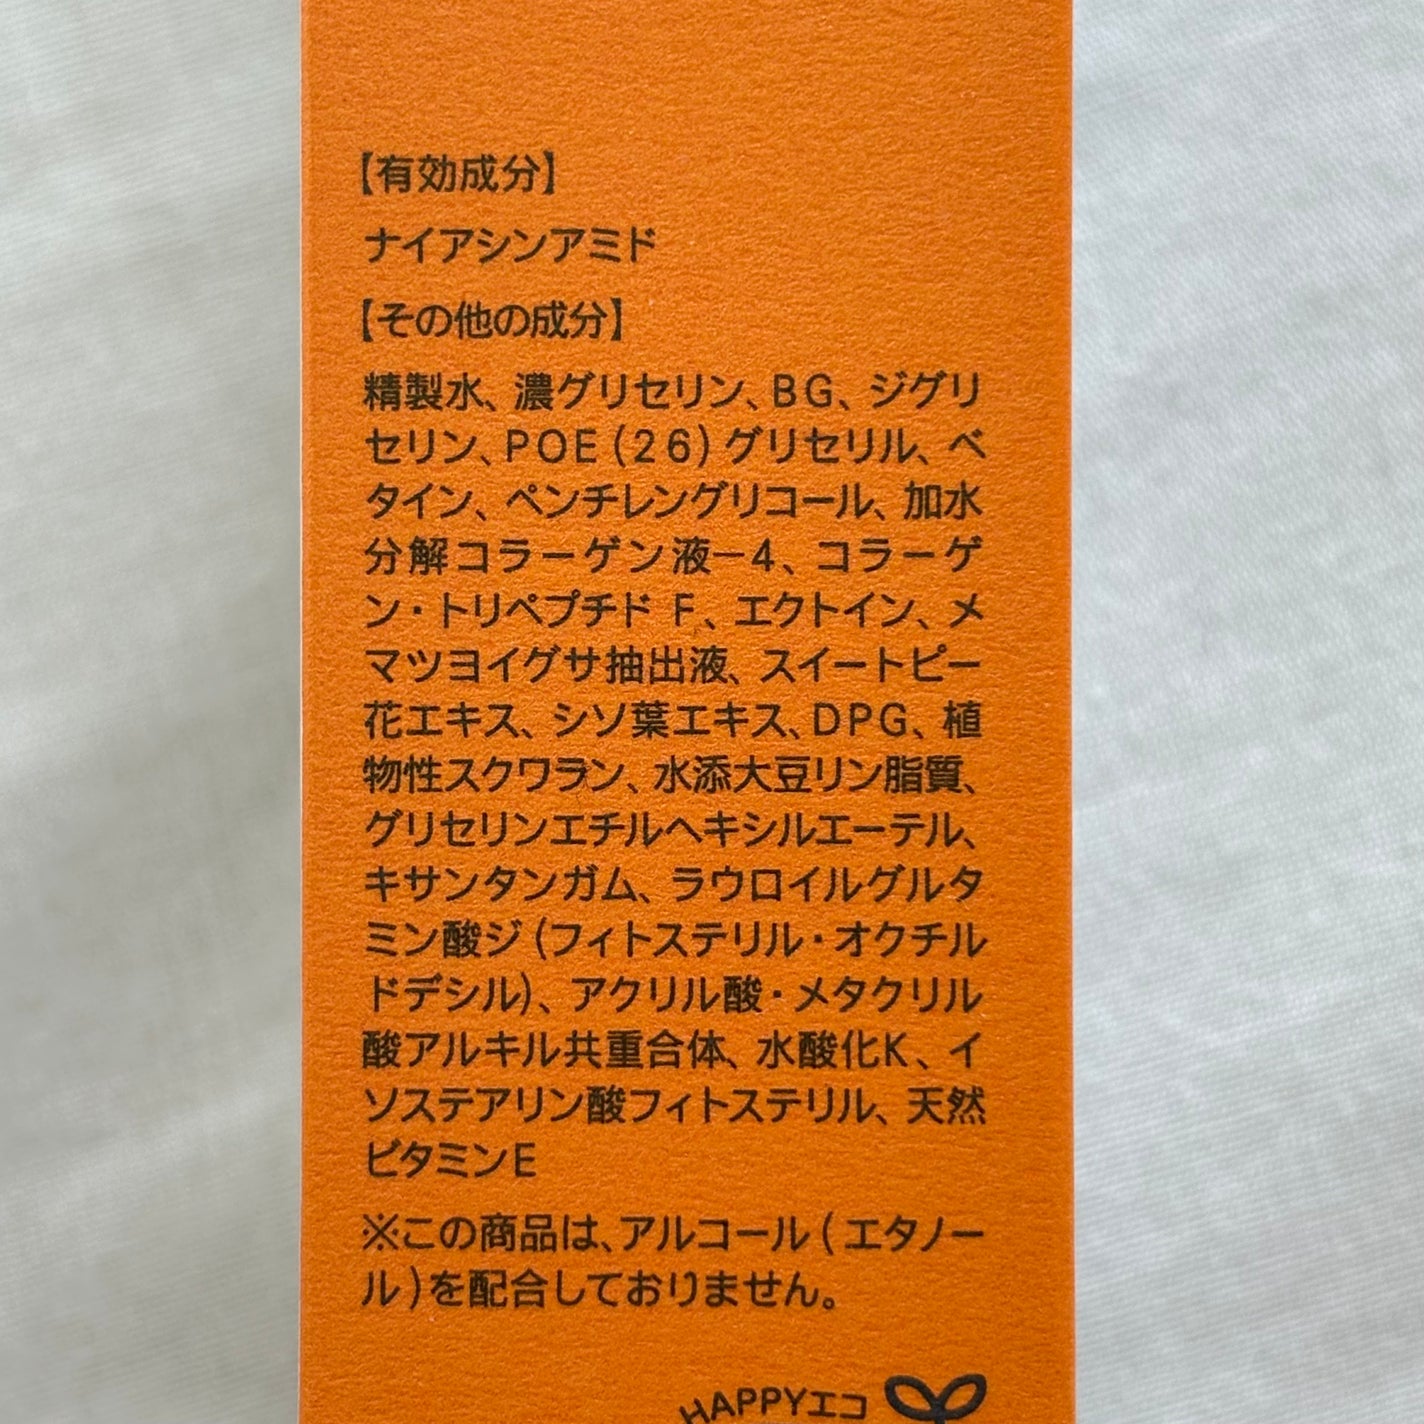 【有効成分】
ナイアシンアミド
【その他の成分】
精製水、濃グリセリン、BG、ジグリ
セリン、POE(26)グリセリル、ベ
タイン、ペンチレングリコール、加水
分解コラーゲン液－4、コラーゲ
ン・トリペプチド F、エクトイン、メ
マツヨイグサ抽出液、スイートピー
花エキス、シソ葉エキス、DPG、植
物性スクワラン、水添大豆リン脂質、
グリセリンエチルヘキシルエーテル、
キサンタンガム、ラウロイルグルタ
ミン酸ジ(フィトステリル・オクチル
ドデシル)、アクリル酸・メタクリル
酸アルキル共重合体、水酸化K、イ
ソステアリン酸フィトステリル、天然
ビタミンE
※この商品は、アルコール(エタノー
ル)を配合しておりません。
HAPPYエコ